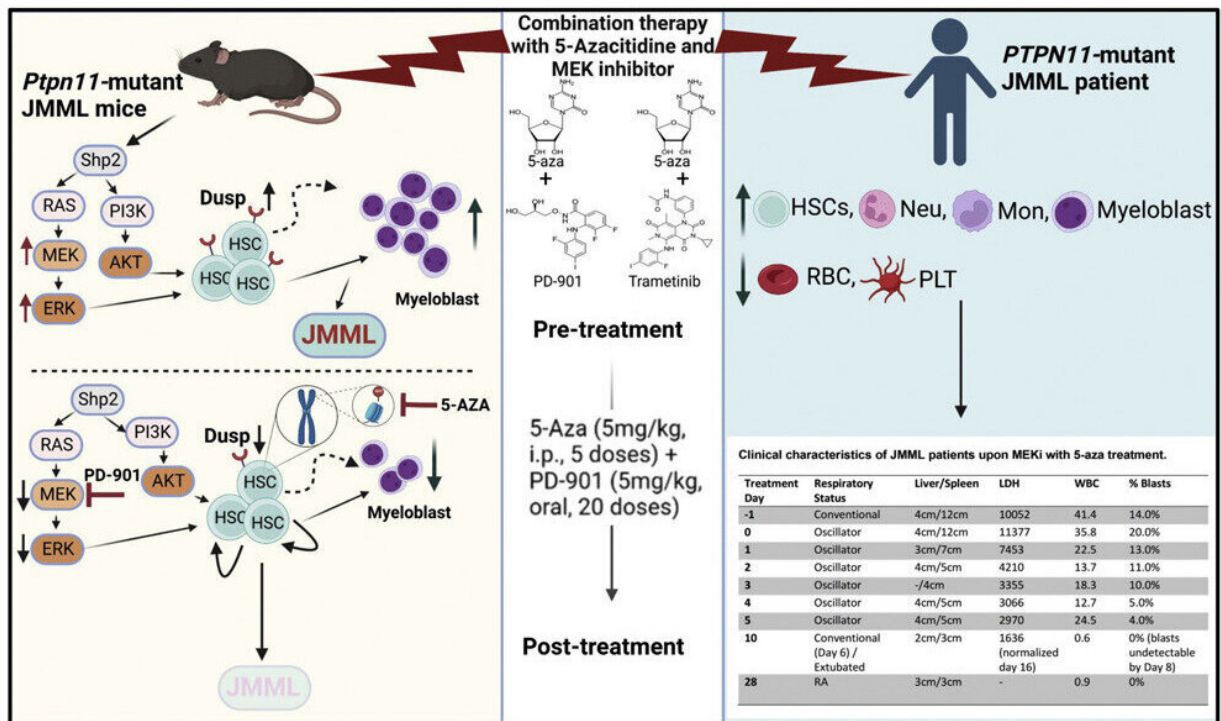 Ptpn11-mutant
JMML mice
Shp2
RAS
PI3K
MEK
AKT
ERK
Dusp
HSC
HSC
HSC
Myeloblast
JMML
Shp2
RAS
PI3K
PD-901
MEK
AKT
ERK
Dusp
5-AZA
HSC
HSC
HSC
Myeloblast
JMML
Combination therapy
with 5-Azacitidine and
MEK inhibitor
NH₂
N
N
O
HO
O
OH OH
5-aza
+
PD-901
NH₂
N
N
O
HO
O
OH OH
5-aza
+
Trametinib
Pre-treatment
5-Aza (5mg/kg,
i.p., 5 doses) +
PD-901 (5mg/kg,
oral, 20 doses)
Post-treatment
PTPN11-mutant
JMML patient
HSCs, Neu, Mon, Myeloblast
RBC, PLT
Clinical characteristics of JMML patients upon MEKi with 5-aza treatment.
Treatment Day Respiratory Status Liver/Spleen LDH WBC % Blasts
-1 Conventional 4cm/12cm 10052 41.4 14.0%
0 Oscillator 4cm/12cm 11377 35.8 20.0%
1 Oscillator 3cm/7cm 7453 22.5 13.0%
2 Oscillator 4cm/5cm 4210 13.7 11.0%
3 Oscillator -/4cm 3355 18.3 10.0%
4 Oscillator 4cm/5cm 3066 12.7 5.0%
5 Oscillator 4cm/5cm 2970 24.5 4.0%
10 Conventional (Day 6) / Extubated 2cm/3cm 1636 (normalized day 16) 0.6 0% (blasts undetectable by Day 8)
28 RA 3cm/3cm - 0.9 0%